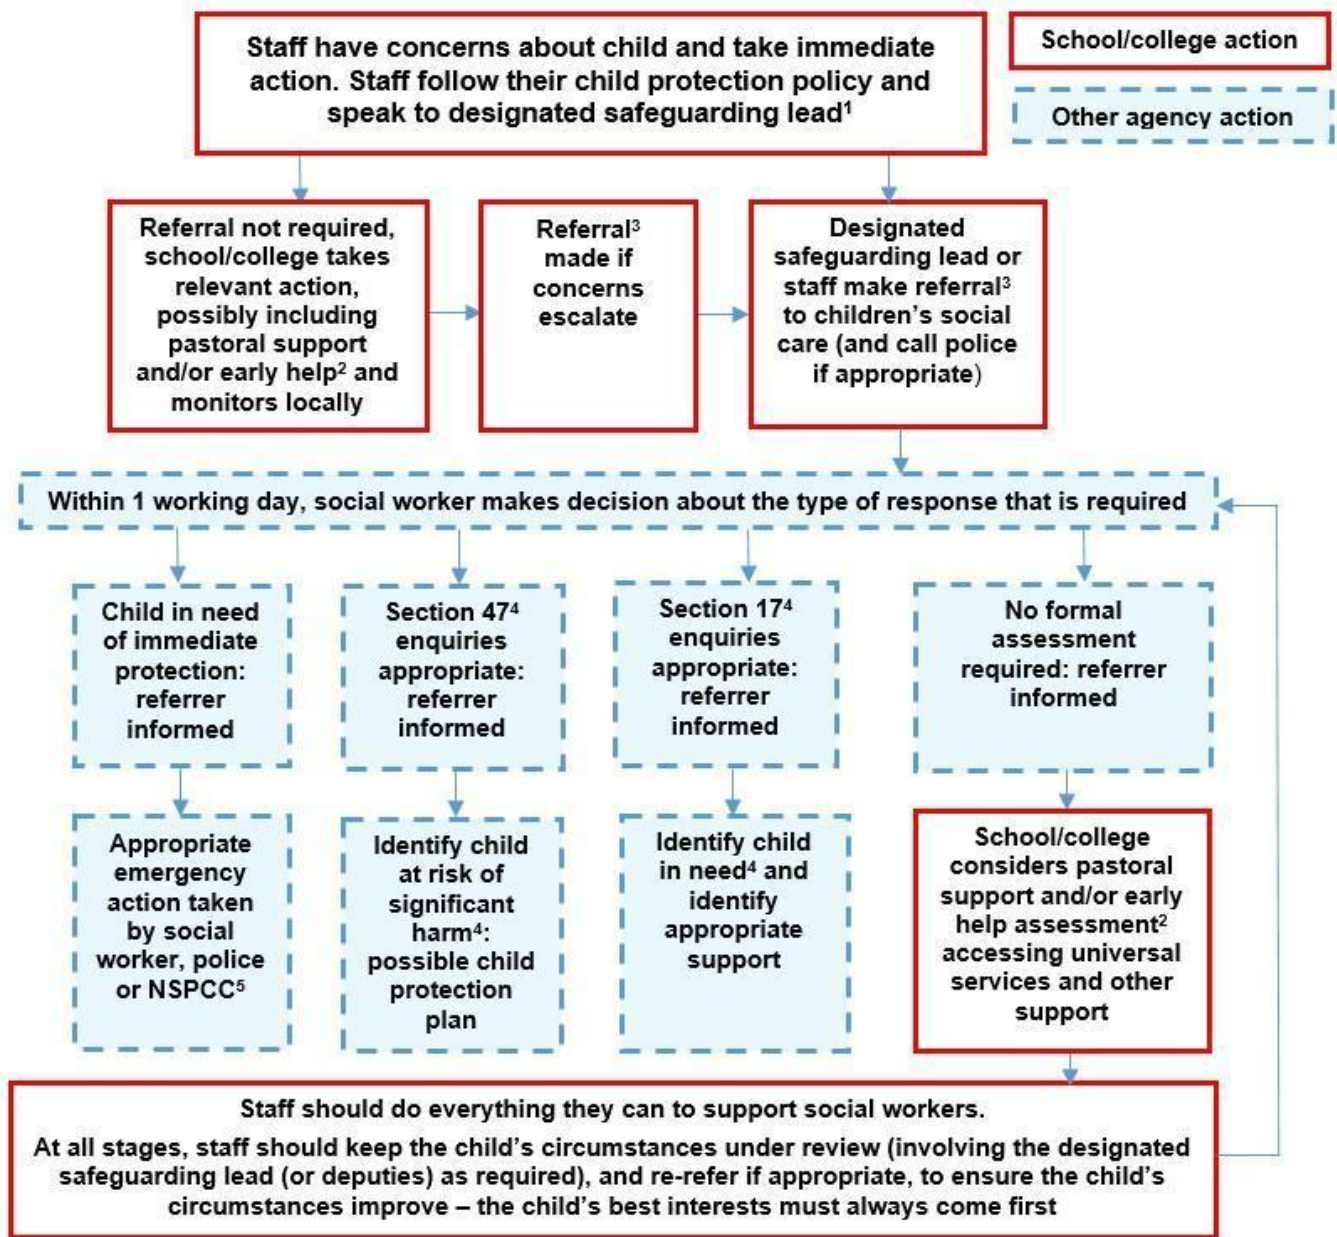 Staff have concerns about child and take immediate
action. Staff follow their child protection policy and
speak to designated safeguarding lead¹
School/college action
Other agency action
Referral not required,
school/college takes
relevant action,
possibly including
pastoral support
and/or early help² and
monitors locally
Referral³
made if
concerns
escalate
Designated
safeguarding lead or
staff make referral³
to children’s social
care (and call police
if appropriate)
Within 1 working day, social worker makes decision about the type of response that is required
Child in need
of immediate
protection:
referrer
informed
Section 47⁴
enquiries
appropriate:
referrer
informed
Section 17⁴
enquiries
appropriate:
referrer
informed
No formal
assessment
required: referrer
informed
Appropriate
emergency
action taken
by social
worker, police
or NSPCC⁵
Identify child
at risk of
significant
harm⁴:
possible child
protection
plan
Identify child
in need⁴ and
identify
appropriate
support
School/college
considers pastoral
support and/or early
help assessment²
accessing universal
services and other
support
Staff should do everything they can to support social workers.
At all stages, staff should keep the child’s circumstances under review (involving the designated
safeguarding lead (or deputies) as required), and re-refer if appropriate, to ensure the child’s
circumstances improve – the child’s best interests must always come first